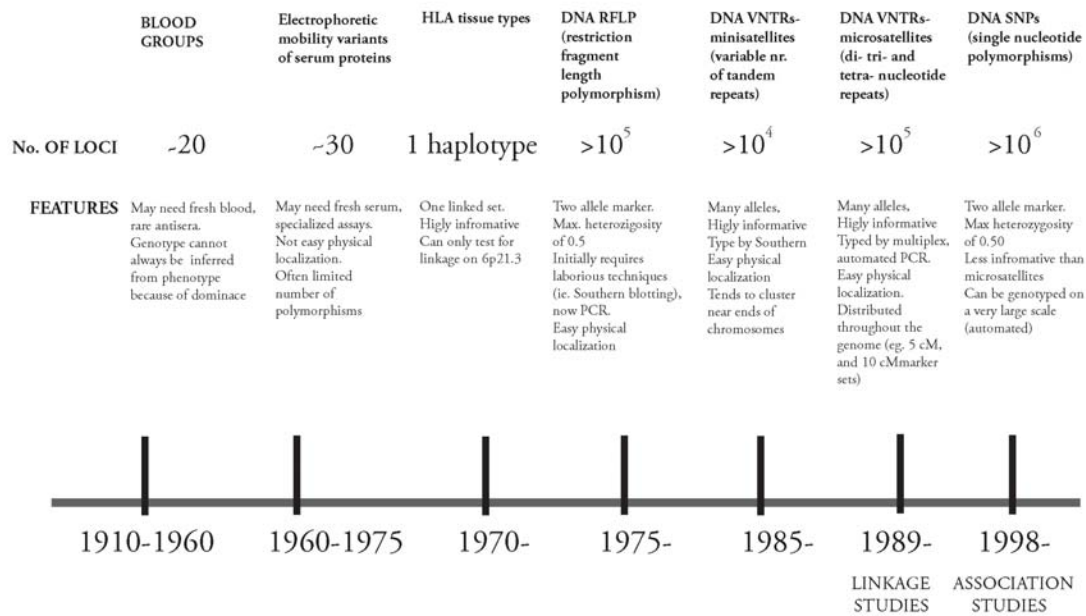 BLOOD
GROUPS
Electrophoretic
mobility variants
of serum proteins
HLA tissue types
DNA RFLP
(restriction
fragment
length
polymorphism)
DNA VNTRs-
minisatellites
(variable nr.
of tandem
repeats)
DNA VNTRs-
microsatellites
(di- tri- and
tetra- nucleotide
repeats)
DNA SNPs
(single nucleotide
polymorphisms)
No. OF LOCI
~20
~30
1 haplotype
>10⁵
>10⁴
>10⁵
>10⁶
FEATURES
May need fresh blood,
rare antisera.
Genotype cannot
always be inferred
from phenotype
because of dominace
May need fresh serum,
specialized assays.
Not easy physical
localization.
Often limited
number of
polymorphisms
One linked set.
Higly infromative
Can only test for
linkage on 6p21.3
Two allele marker.
Max. heterizigosity
of 0.5
Initially requires
laborious techniques
(ie. Southern blotting),
now PCR.
Easy physical
localization
Many alleles,
Higly informative
Type by Southern
Easy physical
localization
Tends to cluster
near ends of
chromosomes
Many alleles,
Higly informative
Typed by multiplex,
automated PCR.
Easy physical
localization.
Distributed
throughout the
genome (eg. 5 cM,
and 10 cMmarker
sets)
Two allele marker.
Max heterozygosity
of 0.50
Less infromative than
microsatellites
Can be genotyped on
a very large scale
(automated)
1910-1960
1960-1975
1970-
1975-
1985-
1989-
1998-
LINKAGE
STUDIES
ASSOCIATION
STUDIES